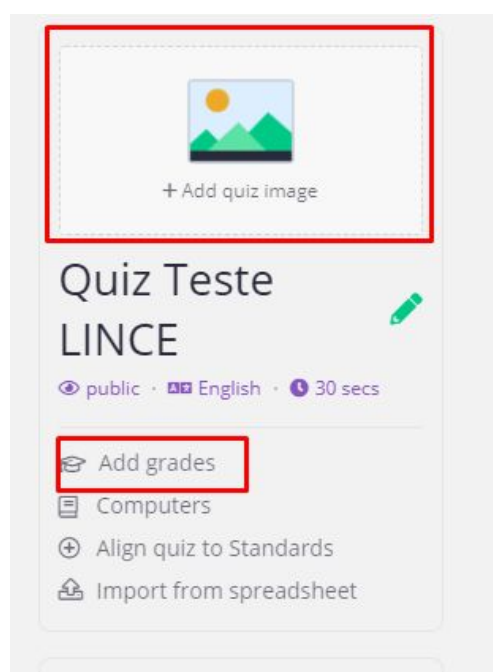 + Add quiz image
Quiz Teste
LINCE
public · English · 30 secs
Add grades
Computers
Align quiz to Standards
Import from spreadsheet